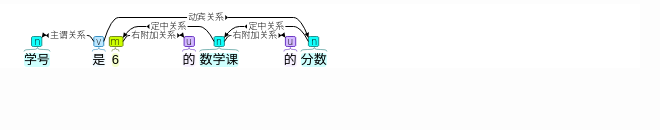 动宾关系
定中关系 定中关系
主谓关系 右附加关系 右附加关系
n v m u n u n
学号 是 6 的 数学课 的 分数